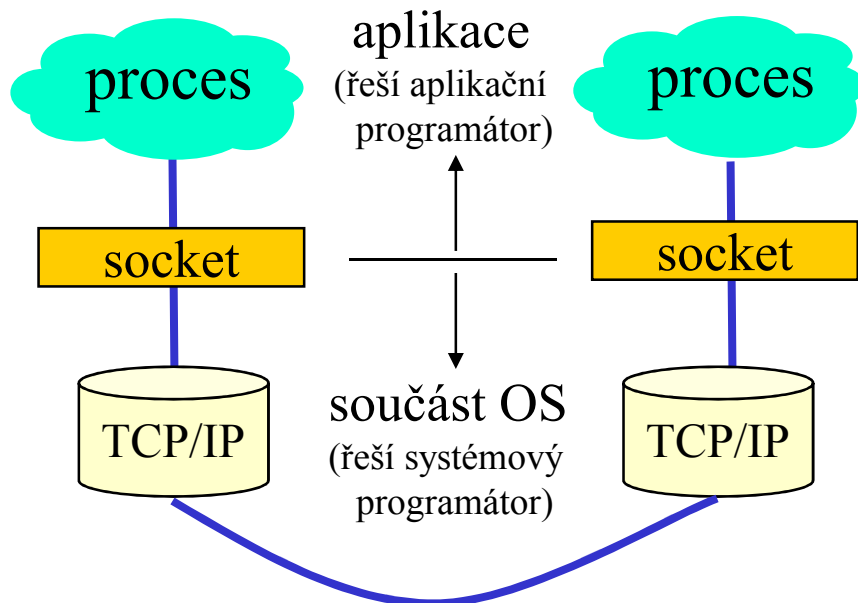 proces
aplikace
(řeší aplikační
programátor)
proces
socket
socket
TCP/IP
součást OS
(řeší systémový
programátor)
TCP/IP